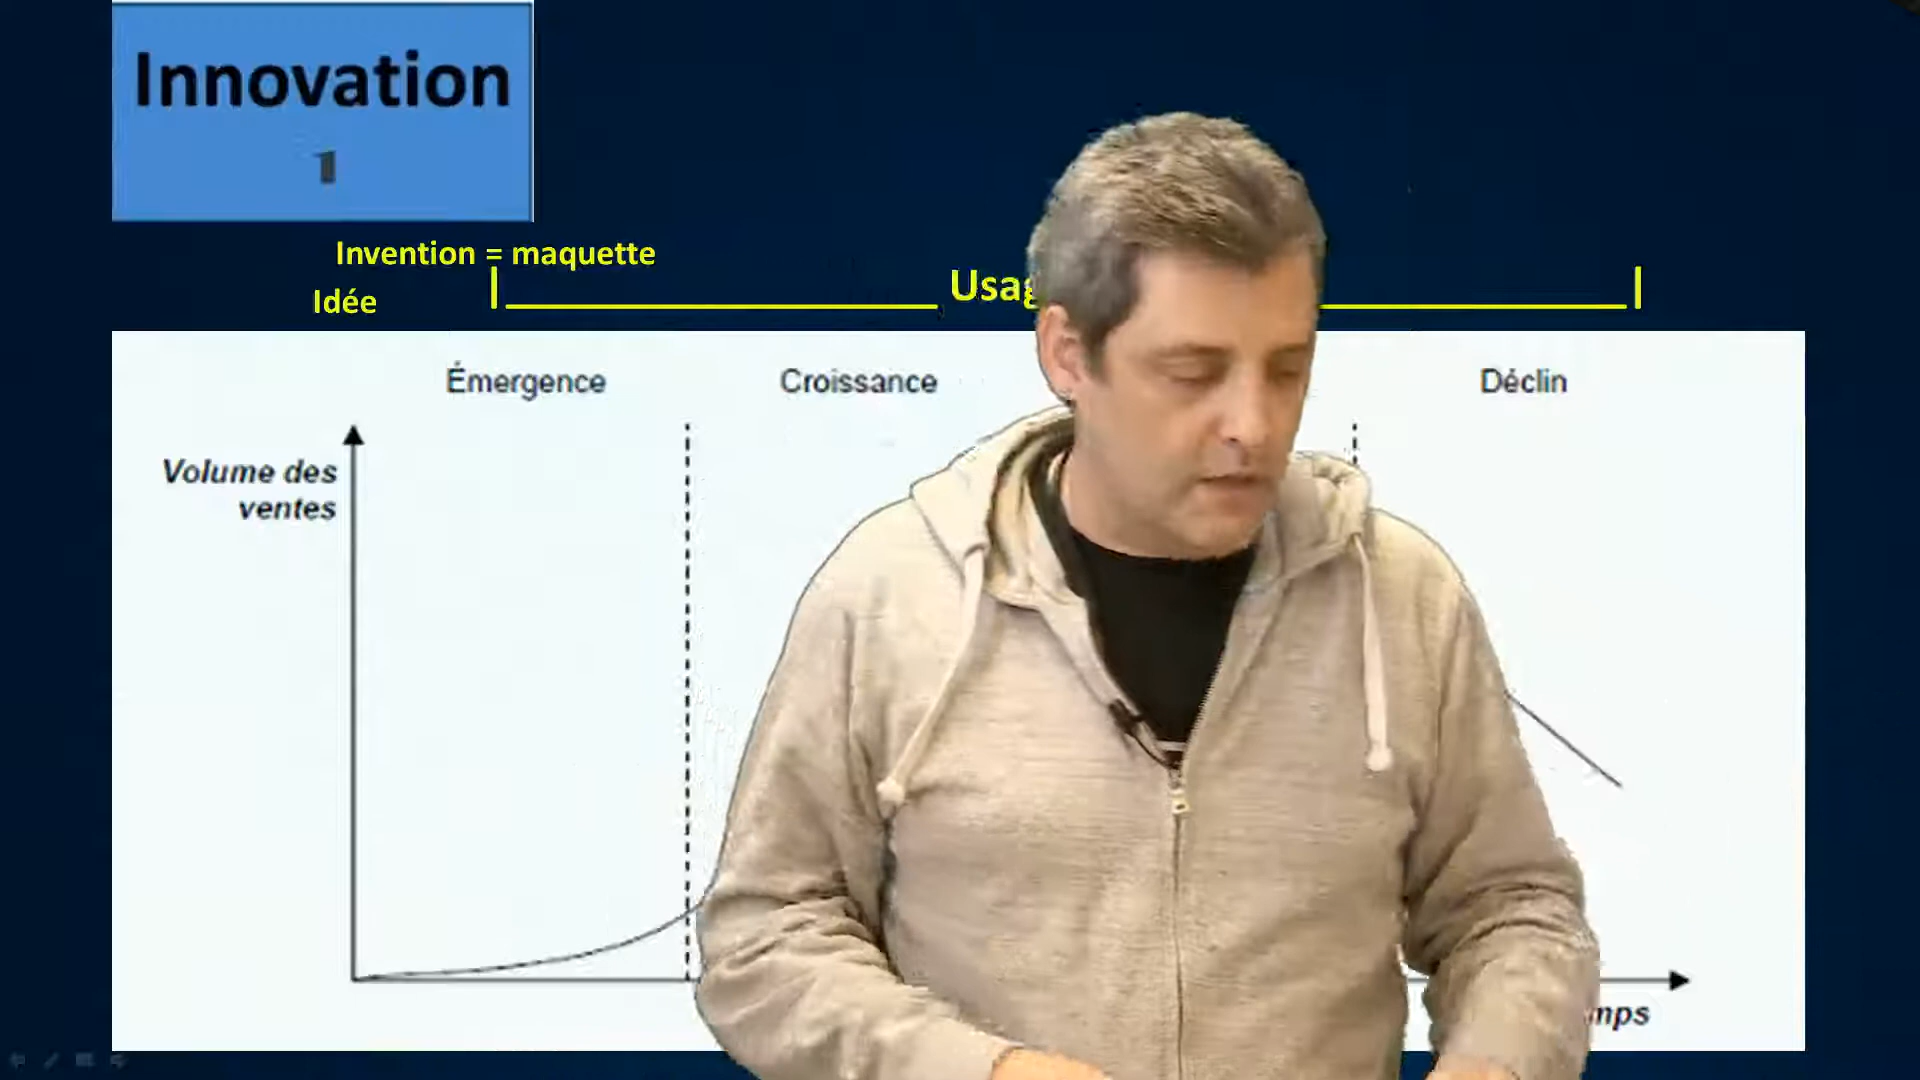 Innovation
1
Invention = maquette
Idée
Émergence
Croissance
Déclin
Volume des
ventes